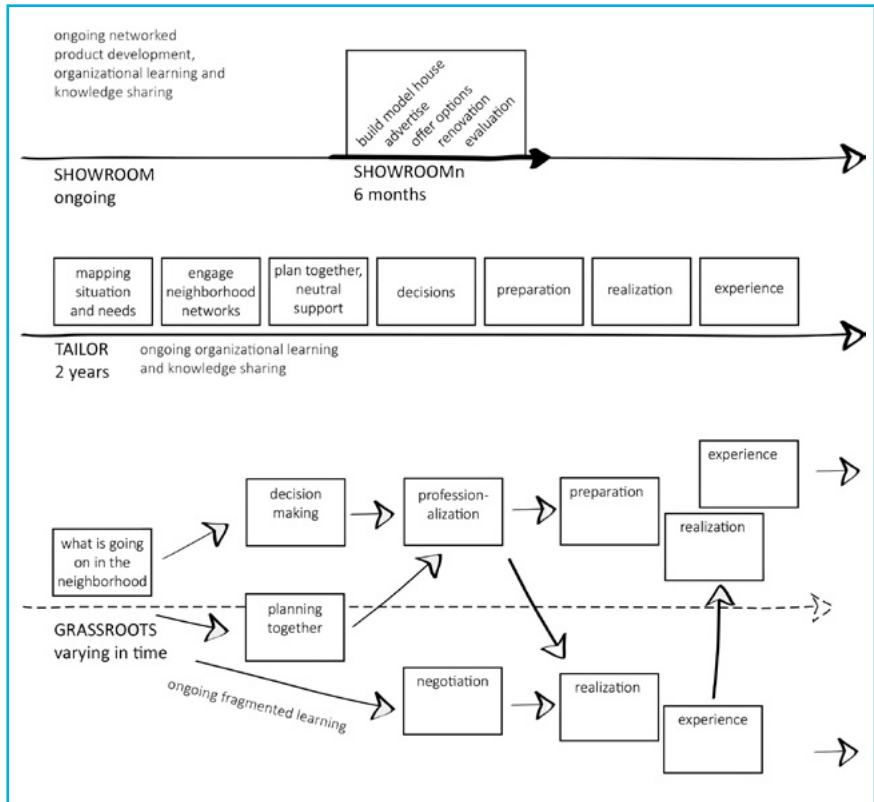 ongoing networked
product development,
organizational learning and
knowledge sharing
build model house
advertise
offer options
renovation
evaluation
SHOWROOM
ongoing
SHOWROOMn
6 months
mapping
situation
and needs
engage
neighborhood
networks
plan together,
neutral
support
decisions
preparation
realization
experience
TAILOR
2 years
ongoing organizational learning
and knowledge sharing
what is going
on in the
neighborhood
decision
making
profession-
alization
preparation
experience
realization
GRASSROOTS
varying in time
planning
together
ongoing fragmented learning
negotiation
realization
experience